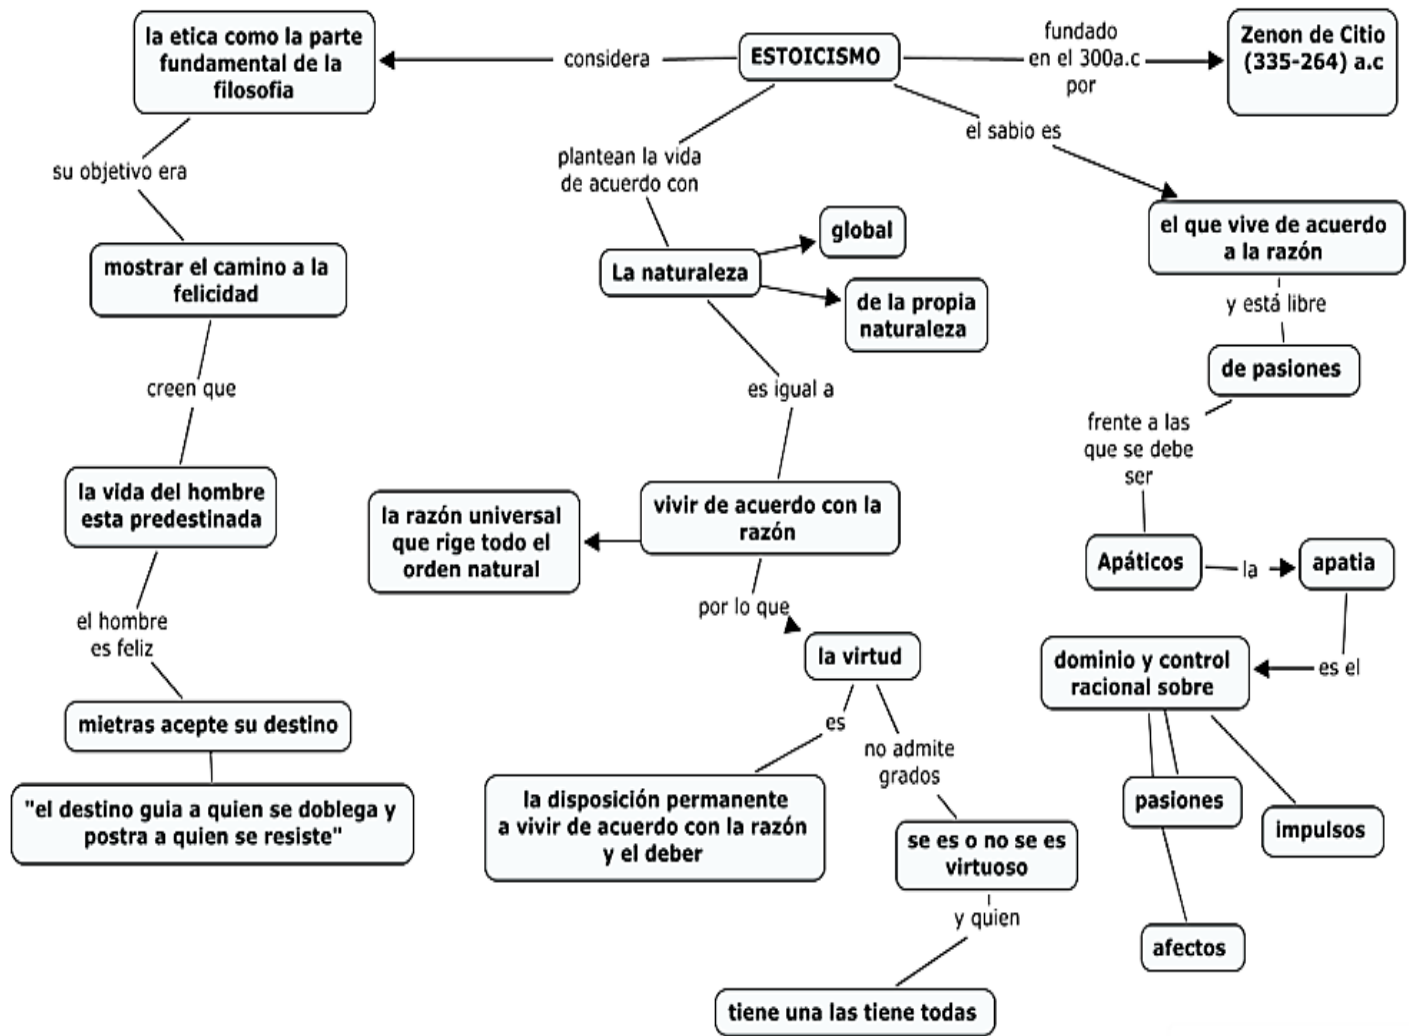 la etica como la parte
fundamental de la
filosofia
considera
ESTOICISMO
fundado
en el 300a.c
por
Zenon de Citio
(335-264) a.c
su objetivo era
mostrar el camino a la
felicidad
creen que
la vida del hombre
esta predestinada
el hombre
es feliz
mietras acepte su destino
"el destino guia a quien se doblega y
postra a quien se resiste"
plantean la vida
de acuerdo con
La naturaleza
global
de la propia
naturaleza
es igual a
vivir de acuerdo con la
razón
la razón universal
que rige todo el
orden natural
por lo que
la virtud
es
la disposición permanente
a vivir de acuerdo con la razón
y el deber
no admite
grados
se es o no se es
virtuoso
y quien
tiene una las tiene todas
el sabio es
el que vive de acuerdo
a la razón
y está libre
de pasiones
frente a las
que se debe
ser
Apáticos
la
apatia
es el
dominio y control
racional sobre
pasiones
impulsos
afectos